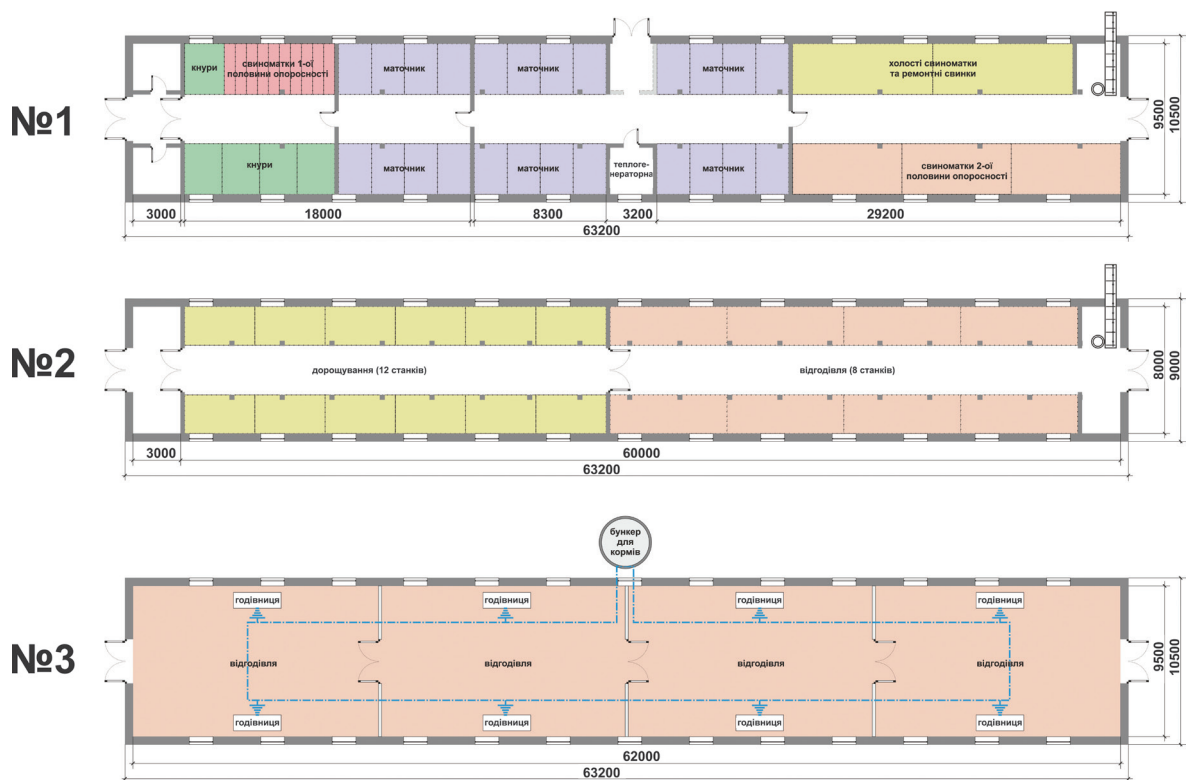 №1
кнури
свиноматки 1-ої
половини опоросності
маточник
маточник
маточник
холості свиноматки
та ремонтні свинки
кнури
маточник
маточник
теплоге-
нераторна
маточник
свиноматки 2-ої
половини опоросності
9500
10500
3000
18000
8300
3200
29200
63200
№2
дорощування (12 станків)
відгодівля (8 станків)
8000
9000
3000
60000
63200
№3
бункер
для
кормів
годівниця
годівниця
годівниця
годівниця
відгодівля
відгодівля
відгодівля
відгодівля
годівниця
годівниця
годівниця
годівниця
9500
10500
62000
63200